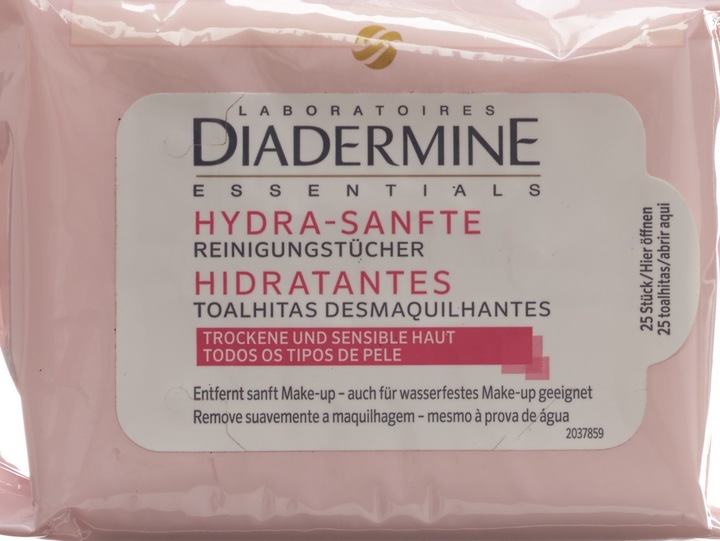 LABORATOIRES
DIADERMINE
ESSENTIALS
HYDRA-SANFTE
REINIGUNGSTÜCHER
HIDRATANTES
TOALHITAS DESMAQUILHANTES
TROCKENE UND SENSIBLE HAUT
TODOS OS TIPOS DE PELE
Entfernt sanft Make-up – auch für wasserfestes Make-up geeignet
Remove suavemente a maquilhagem – mesmo à prova de água
2037859
25 Stück/Hier öffnen
25 toalhitas/abrir aqui